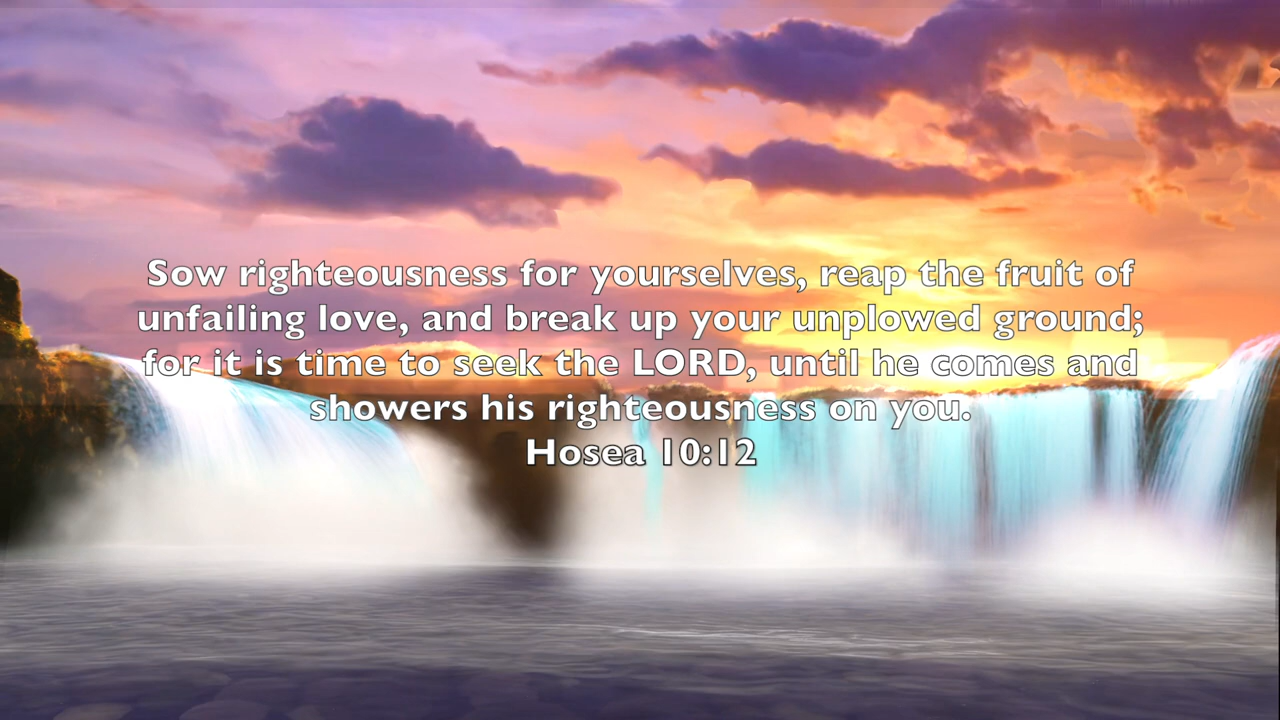 Sow righteousness for yourselves, reap the fruit of
unfailing love, and break up your unplowed ground;
for it is time to seek the LORD, until he comes and
showers his righteousness on you.
Hosea 10:12